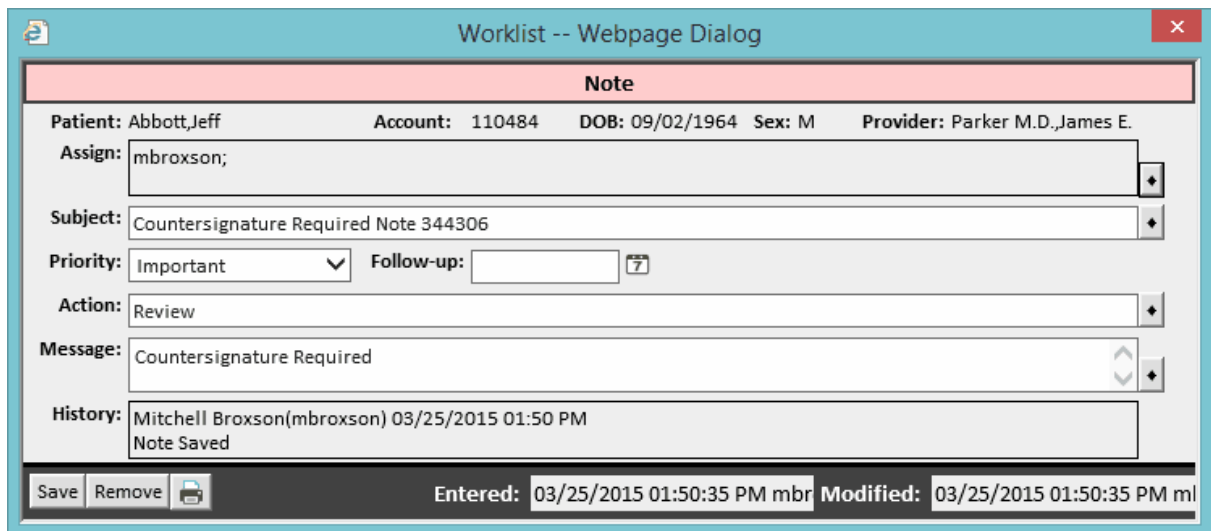 Worklist -- Webpage Dialog
Note
Patient: Abbott,Jeff Account: 110484 DOB: 09/02/1964 Sex: M Provider: Parker M.D.,James E.
Assign: mbroxson;
Subject: Countersignature Required Note 344306
Priority: Important Follow-up: 7
Action: Review
Message: Countersignature Required
History: Mitchell Broxson(mbroxson) 03/25/2015 01:50 PM
Note Saved
Save Remove Entered: 03/25/2015 01:50:35 PM mbr Modified: 03/25/2015 01:50:35 PM ml